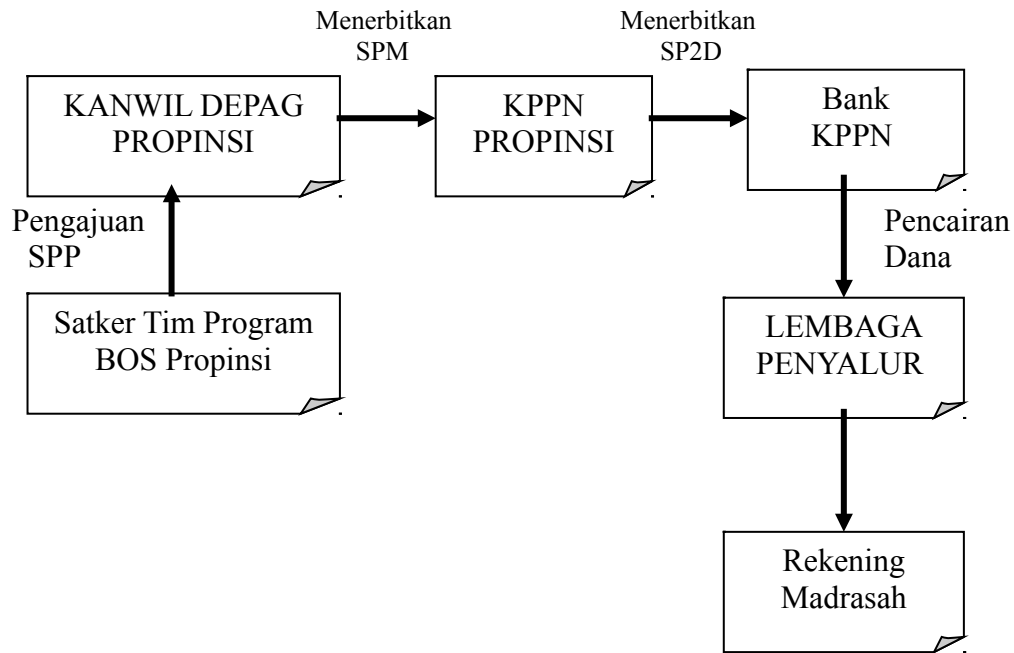 Menerbitkan
SPM
Menerbitkan
SP2D
KANWIL DEPAG
PROPINSI
KPPN
PROPINSI
Bank
KPPN
Pengajuan
SPP
Pencairan
Dana
Satker Tim Program
BOS Propinsi
LEMBAGA
PENYALUR
Rekening
Madrasah